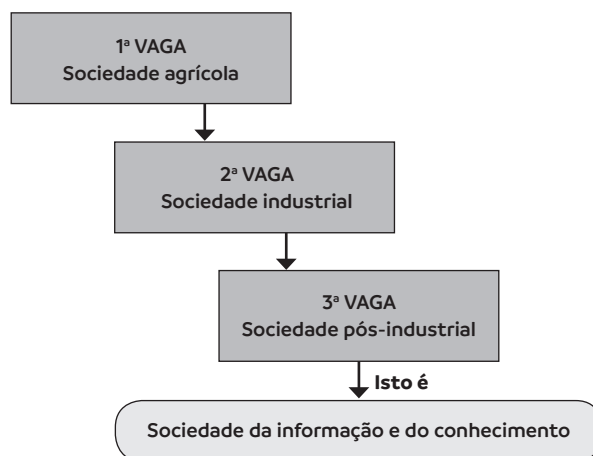 1ª VAGA
Sociedade agrícola
2ª VAGA
Sociedade industrial
3ª VAGA
Sociedade pós-industrial
Isto é
Sociedade da informação e do conhecimento